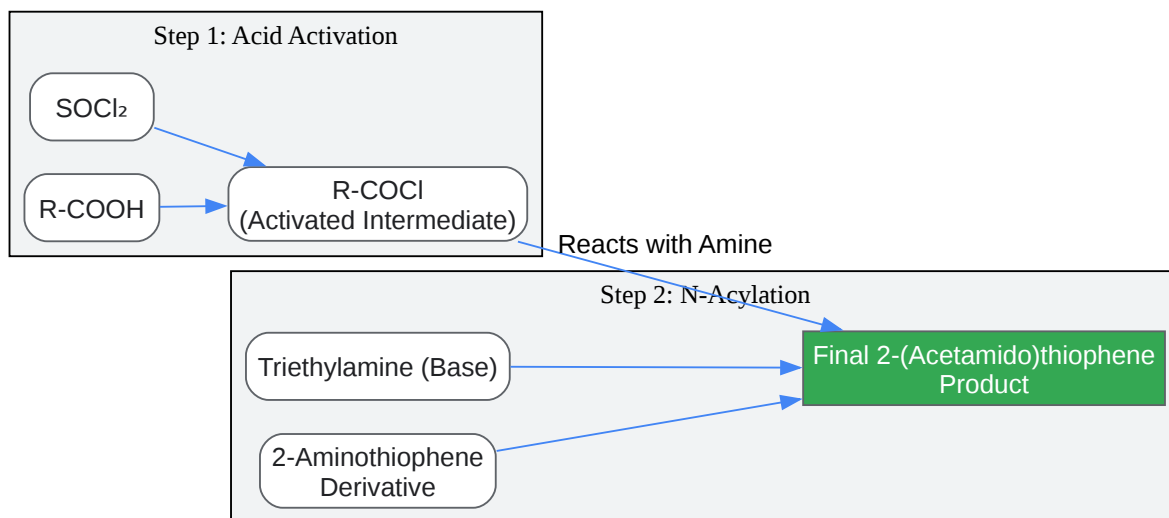 Step 1: Acid Activation
SOCl₂
R-COOH
R-COCl
(Activated Intermediate)
Reacts with Amine
Step 2: N-Acylation
Triethylamine (Base)
Final 2-(Acetamido)thiophene
Product
2-Aminothiophene
Derivative